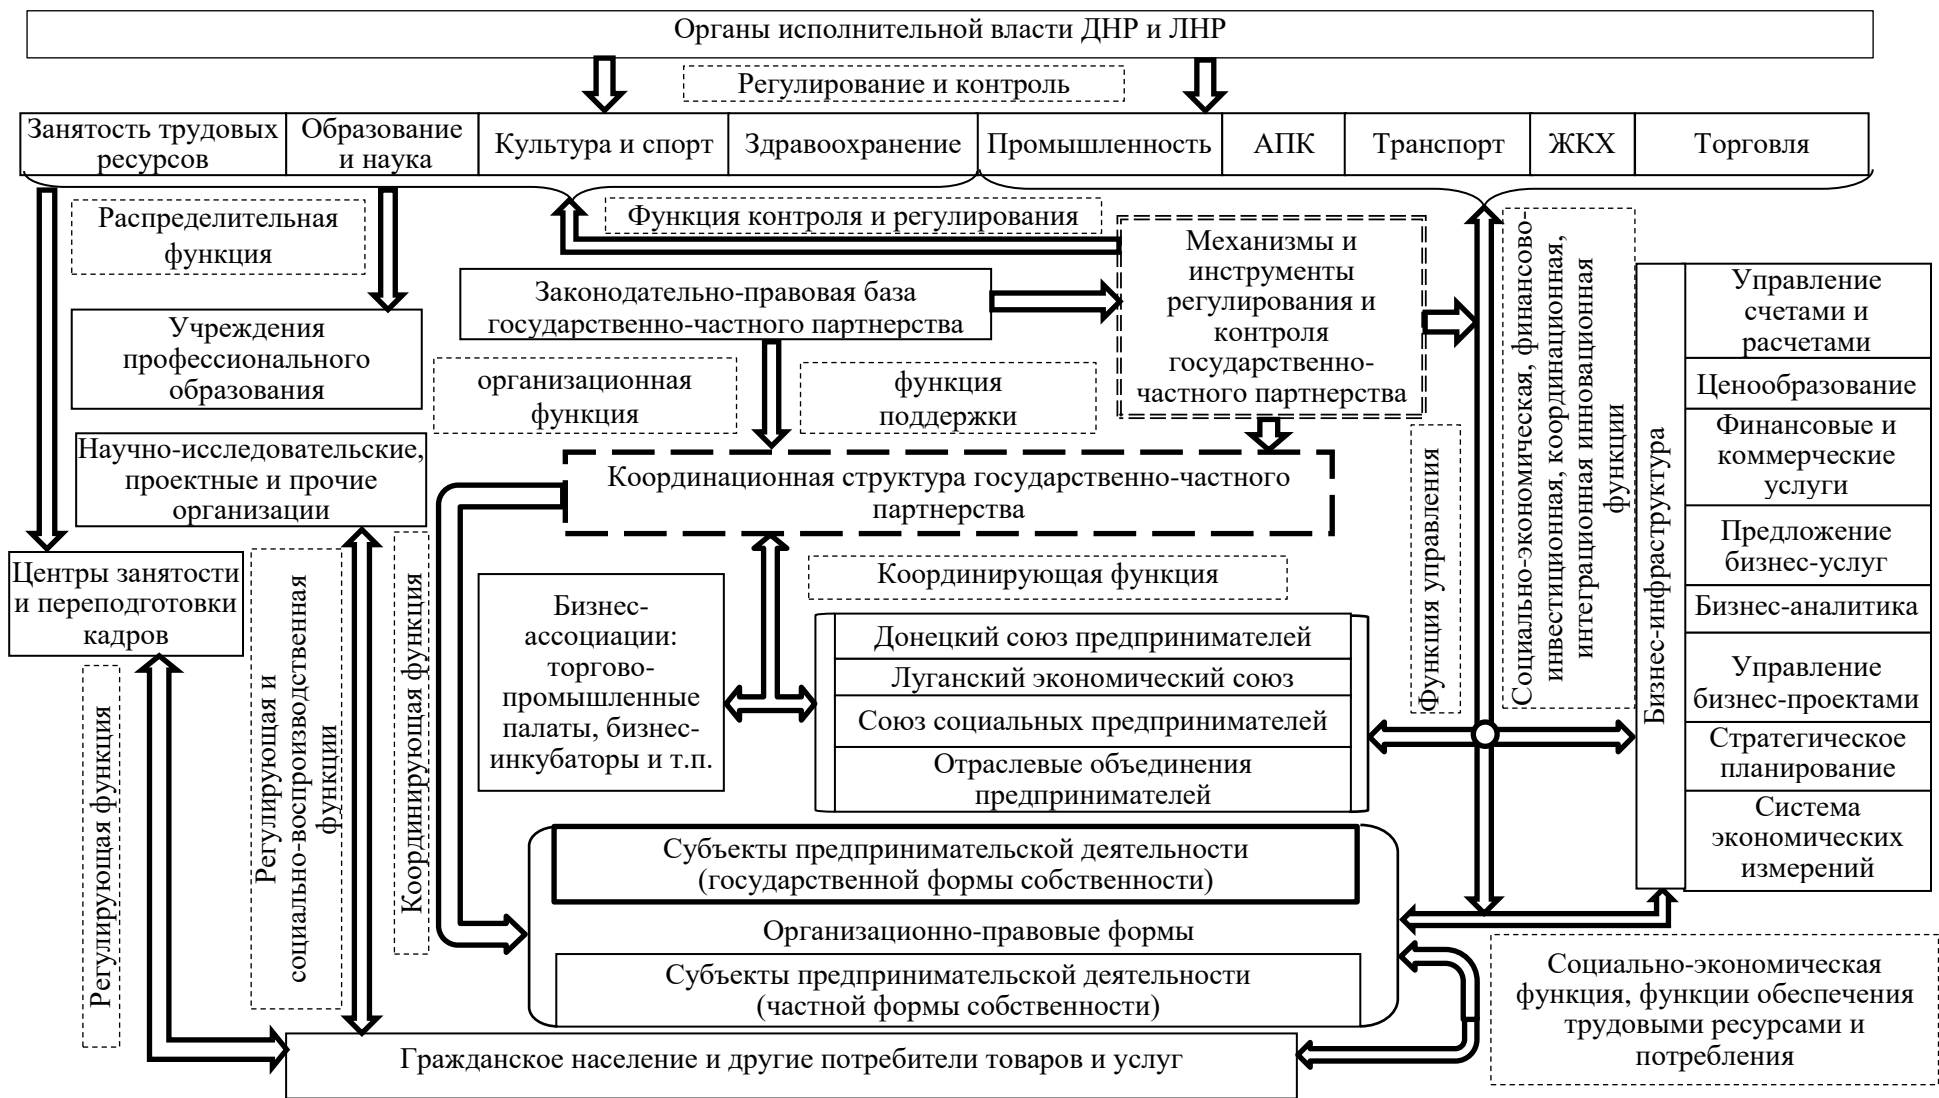 Органы исполнительной власти ДНР и ЛНР
Регулирование и контроль
Занятость трудовых
ресурсов
Образование
и наука
Культура и спорт
Здравоохранение
Промышленность
АПК
Транспорт
ЖКХ
Торговля
Распределительная
функция
Функция контроля и регулирования
Механизмы и
инструменты
регулирования и
контроля
государственно-
частного партнерства
Социально-экономическая, финансово-
инвестиционная, координационная,
интеграционная инновационная
функции
Законодательно-правовая база
государственно-частного партнерства
Учреждения
профессионального
образования
организационная
функция
функция
поддержки
Научно-исследовательские,
проектные и прочие
организации
Координационная структура государственно-частного
партнерства
Функция управления
Бизнес-инфраструктура
Управление
счетами и
расчетами
Ценообразование
Финансовые и
коммерческие
услуги
Предложение
бизнес-услуг
Бизнес-аналитика
Управление
бизнес-проектами
Стратегическое
планирование
Система
экономических
измерений
Центры занятости
и переподготовки
кадров
Регулирующая функция
Регулирующая и
социально-воспроизводственная
функции
Координирующая функция
Координирующая функция
Бизнес-
ассоциации:
торгово-
промышленные
палаты, бизнес-
инкубаторы и т.п.
Донецкий союз предпринимателей
Луганский экономический союз
Союз социальных предпринимателей
Отраслевые объединения
предпринимателей
Субъекты предпринимательской деятельности
(государственной формы собственности)
Организационно-правовые формы
Субъекты предпринимательской деятельности
(частной формы собственности)
Социально-экономическая
функция, функции обеспечения
трудовыми ресурсами и
потребления
Гражданское население и другие потребители товаров и услуг